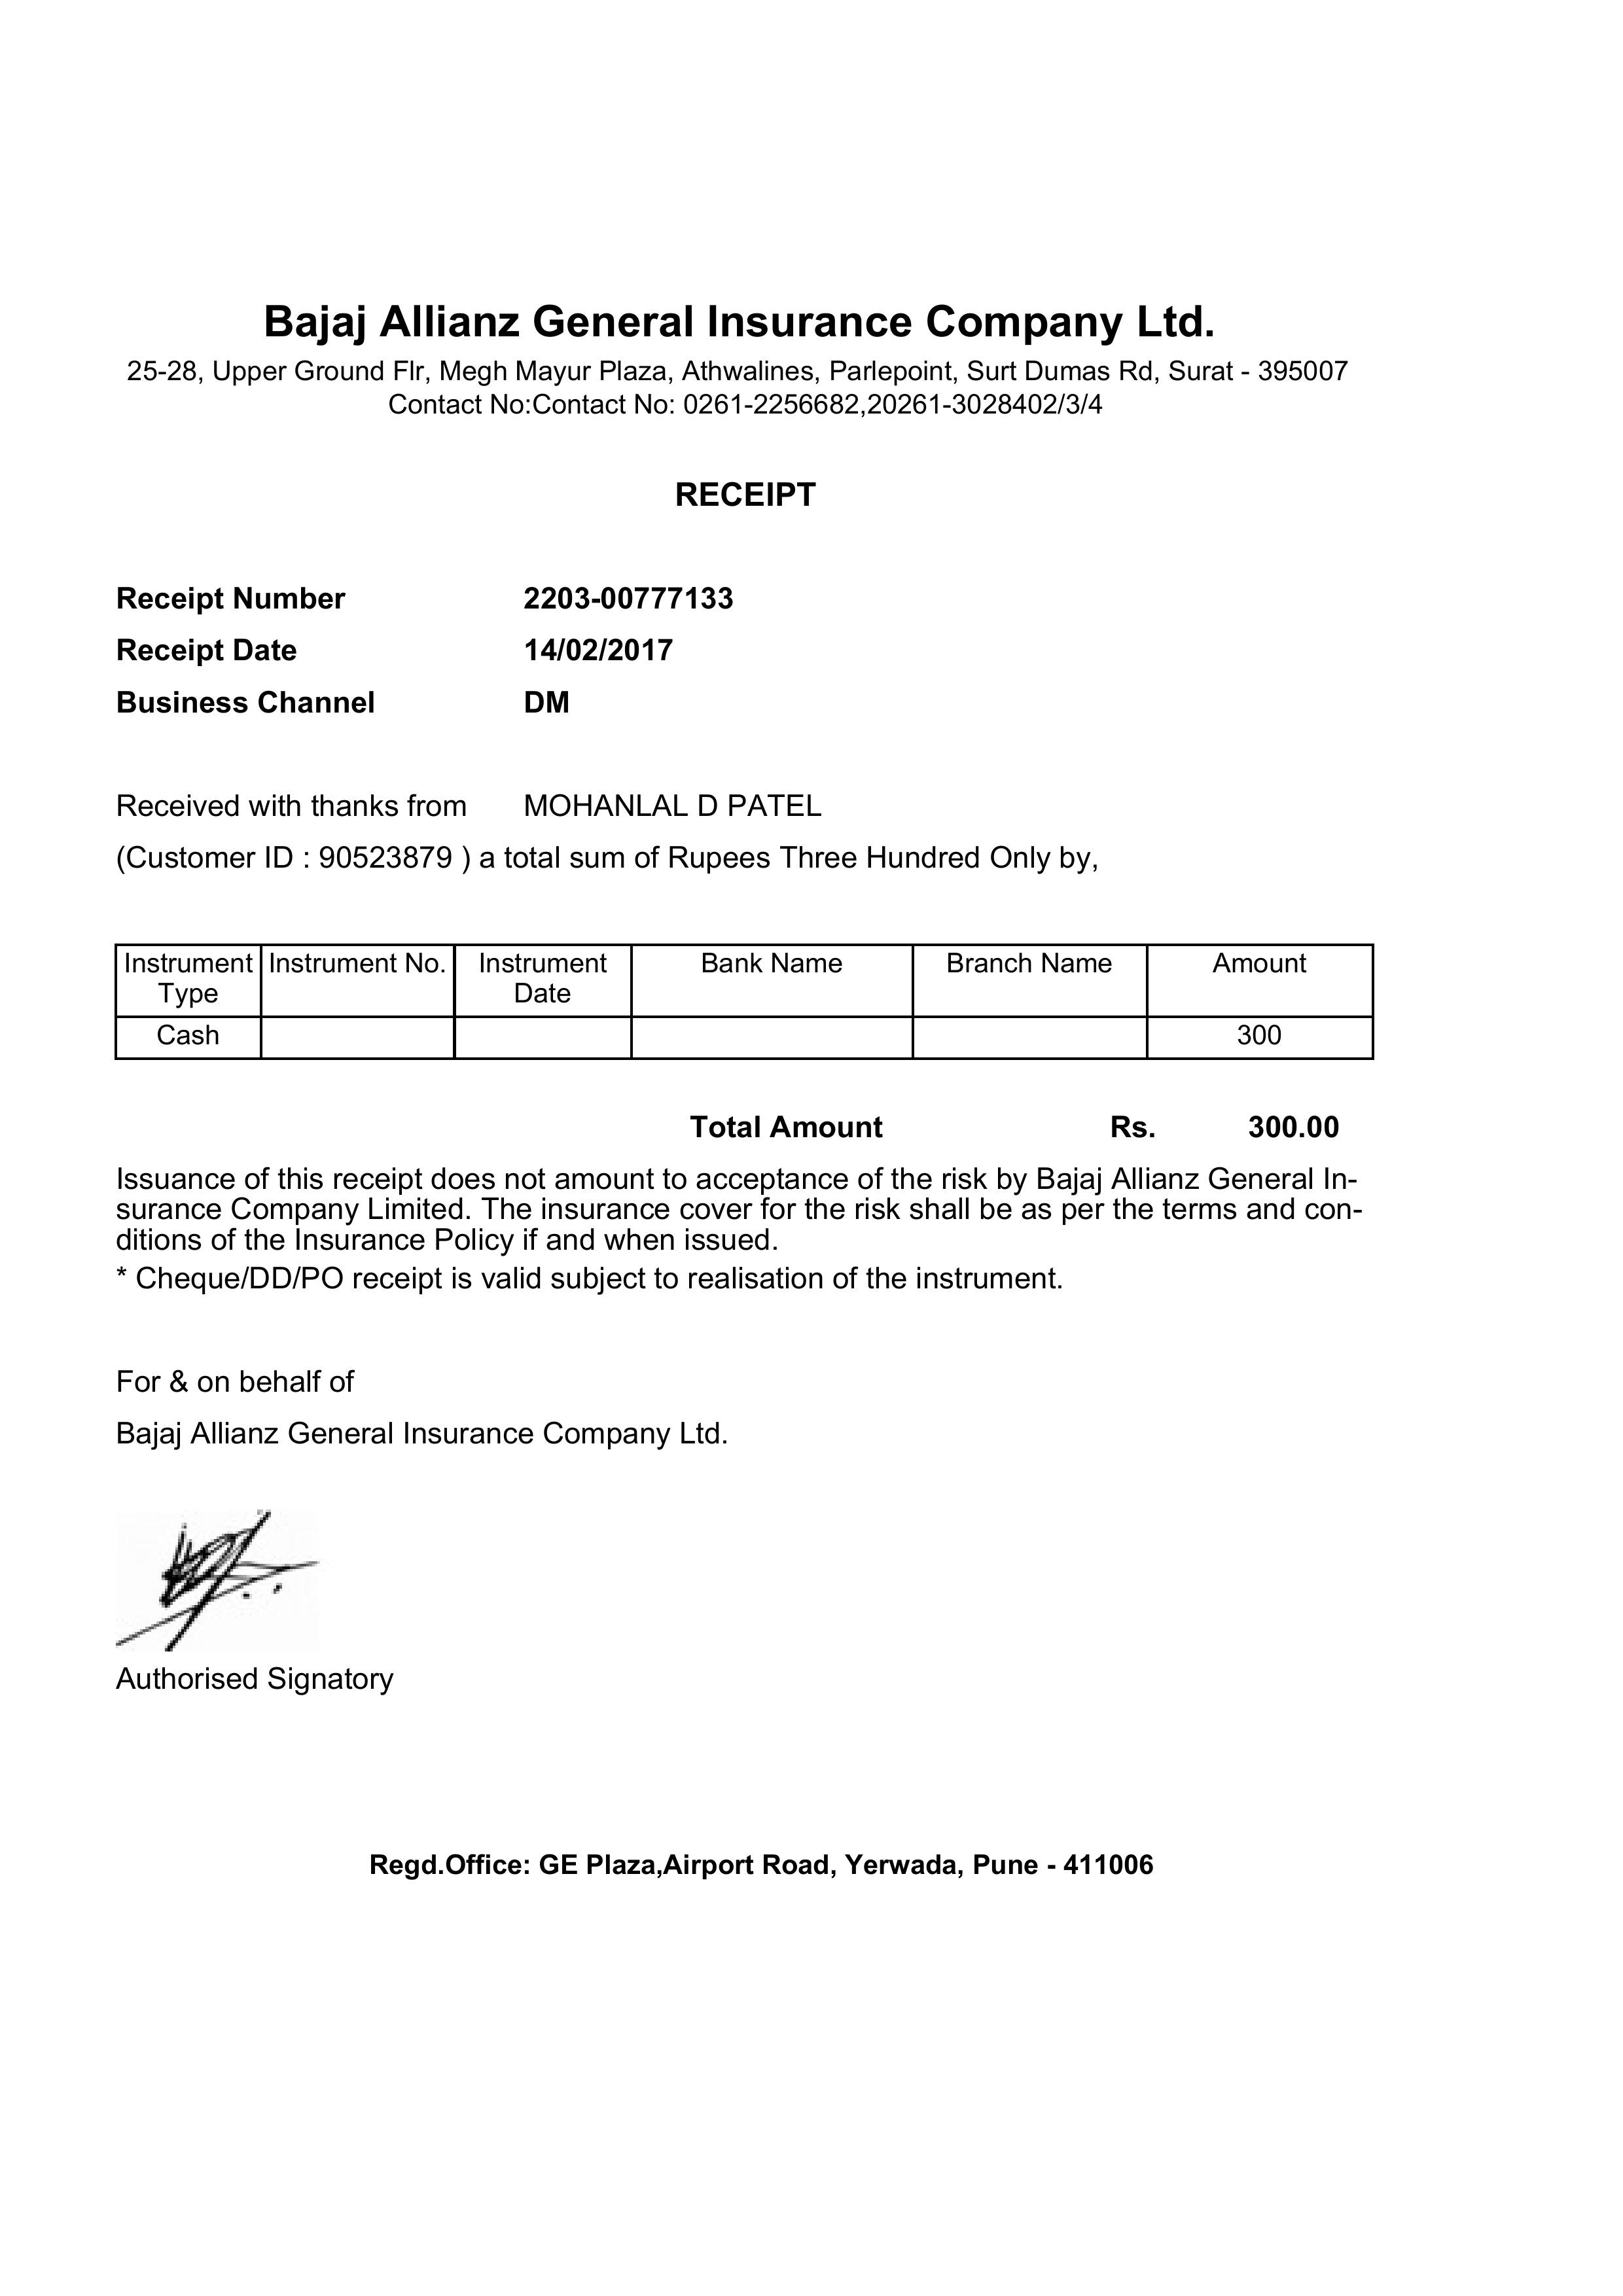 Bajaj Allianz General Insurance Company Ltd.
25-28, Upper Ground Flr, Megh Mayur Plaza, Athwalines, Parlepoint, Surt Dumas Rd, Surat - 395007
Contact No:Contact No: 0261-2256682,20261-3028402/3/4
RECEIPT
Receipt Number 2203-00777133
Receipt Date 14/02/2017
Business Channel DM
Received with thanks from MOHANLAL D PATEL
(Customer ID : 90523879 ) a total sum of Rupees Three Hundred Only by,
Instrument Type Instrument No. Instrument Date Bank Name Branch Name Amount
Cash 300
Total Amount Rs. 300.00
Issuance of this receipt does not amount to acceptance of the risk by Bajaj Allianz General In-
surance Company Limited. The insurance cover for the risk shall be as per the terms and con-
ditions of the Insurance Policy if and when issued.
* Cheque/DD/PO receipt is valid subject to realisation of the instrument.
For & on behalf of
Bajaj Allianz General Insurance Company Ltd.
Authorised Signatory
Regd.Office: GE Plaza,Airport Road, Yerwada, Pune - 411006